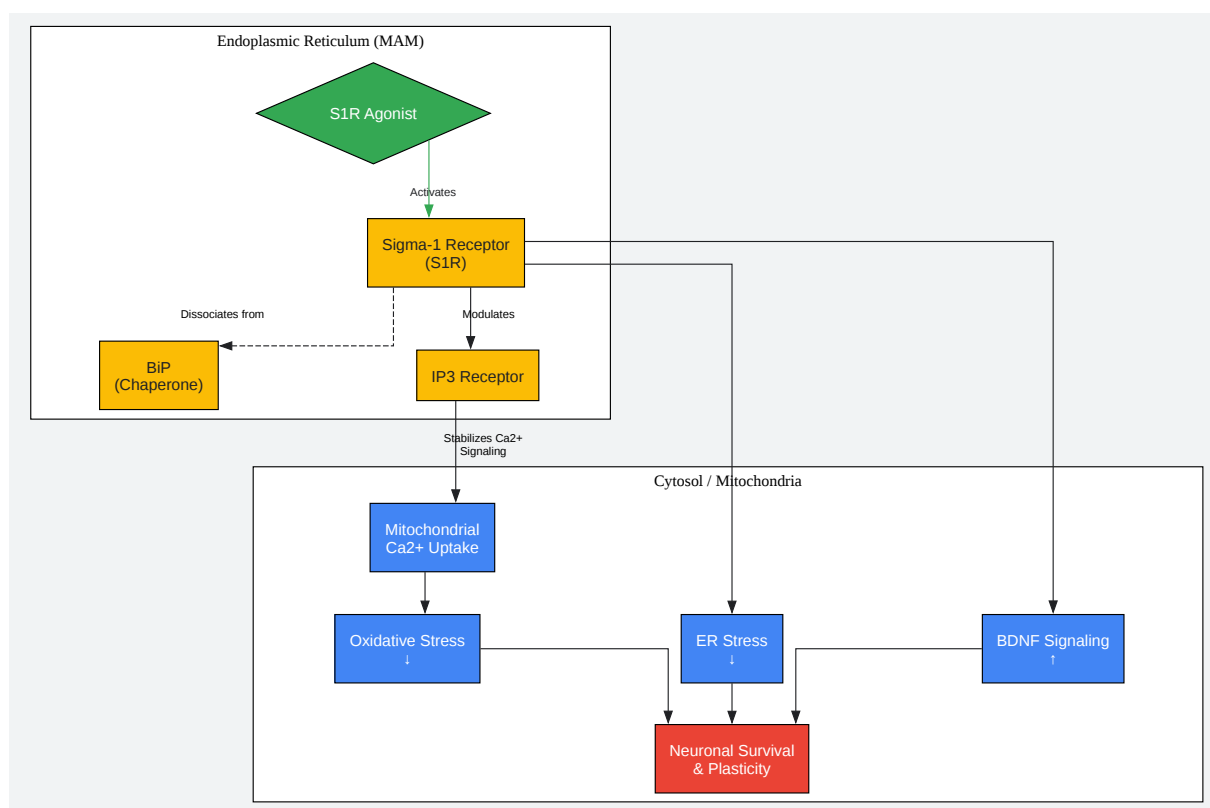 Endoplasmic Reticulum (MAM)
S1R Agonist
Activates
Sigma-1 Receptor
(S1R)
Dissociates from
Modulates
BiP
(Chaperone)
IP3 Receptor
Stabilizes Ca2+
Signaling
Cytosol / Mitochondria
Mitochondrial
Ca2+ Uptake
Oxidative Stress
↓
ER Stress
↓
BDNF Signaling
↑
Neuronal Survival
& Plasticity